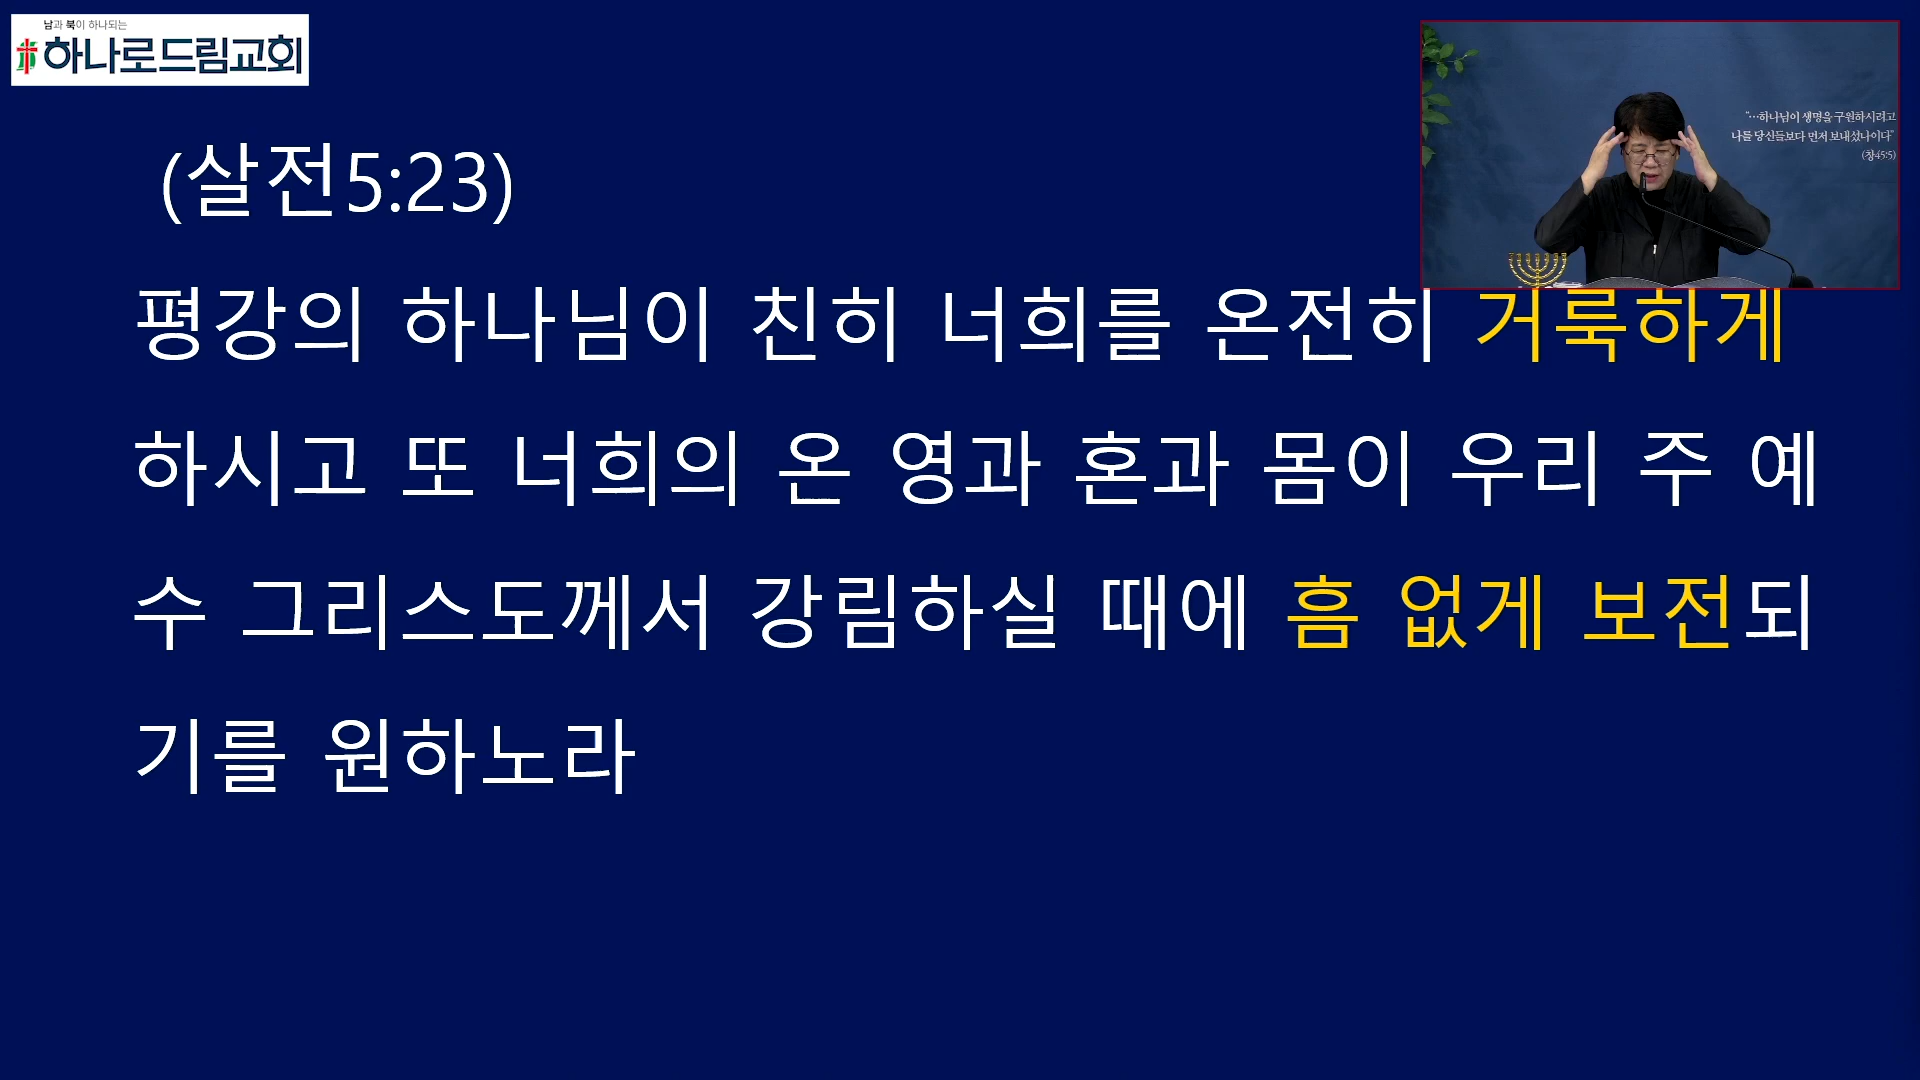 남과 북이 하나되는
하나로드림교회
"…하나님이 생명을 구원하시려고
나를 당신들보다 먼저 보내셨나이다"
(창45:5)
(살전5:23)
평강의 하나님이 친히 너희를 온전히 거룩하게
하시고 또 너희의 온 영과 혼과 몸이 우리 주 예
수 그리스도께서 강림하실 때에 흠 없게 보전되
기를 원하노라